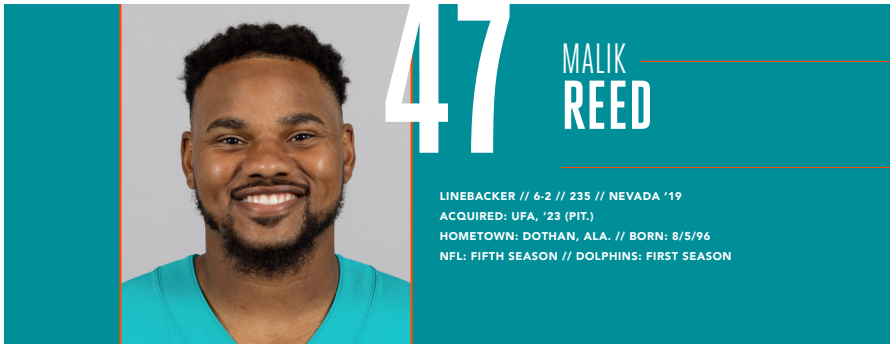 47
MALIK
REED
LINEBACKER // 6-2 // 235 // NEVADA ’19
ACQUIRED: UFA, ’23 (PIT.)
HOMETOWN: DOTHAN, ALA. // BORN: 8/5/96
NFL: FIFTH SEASON // DOLPHINS: FIRST SEASON